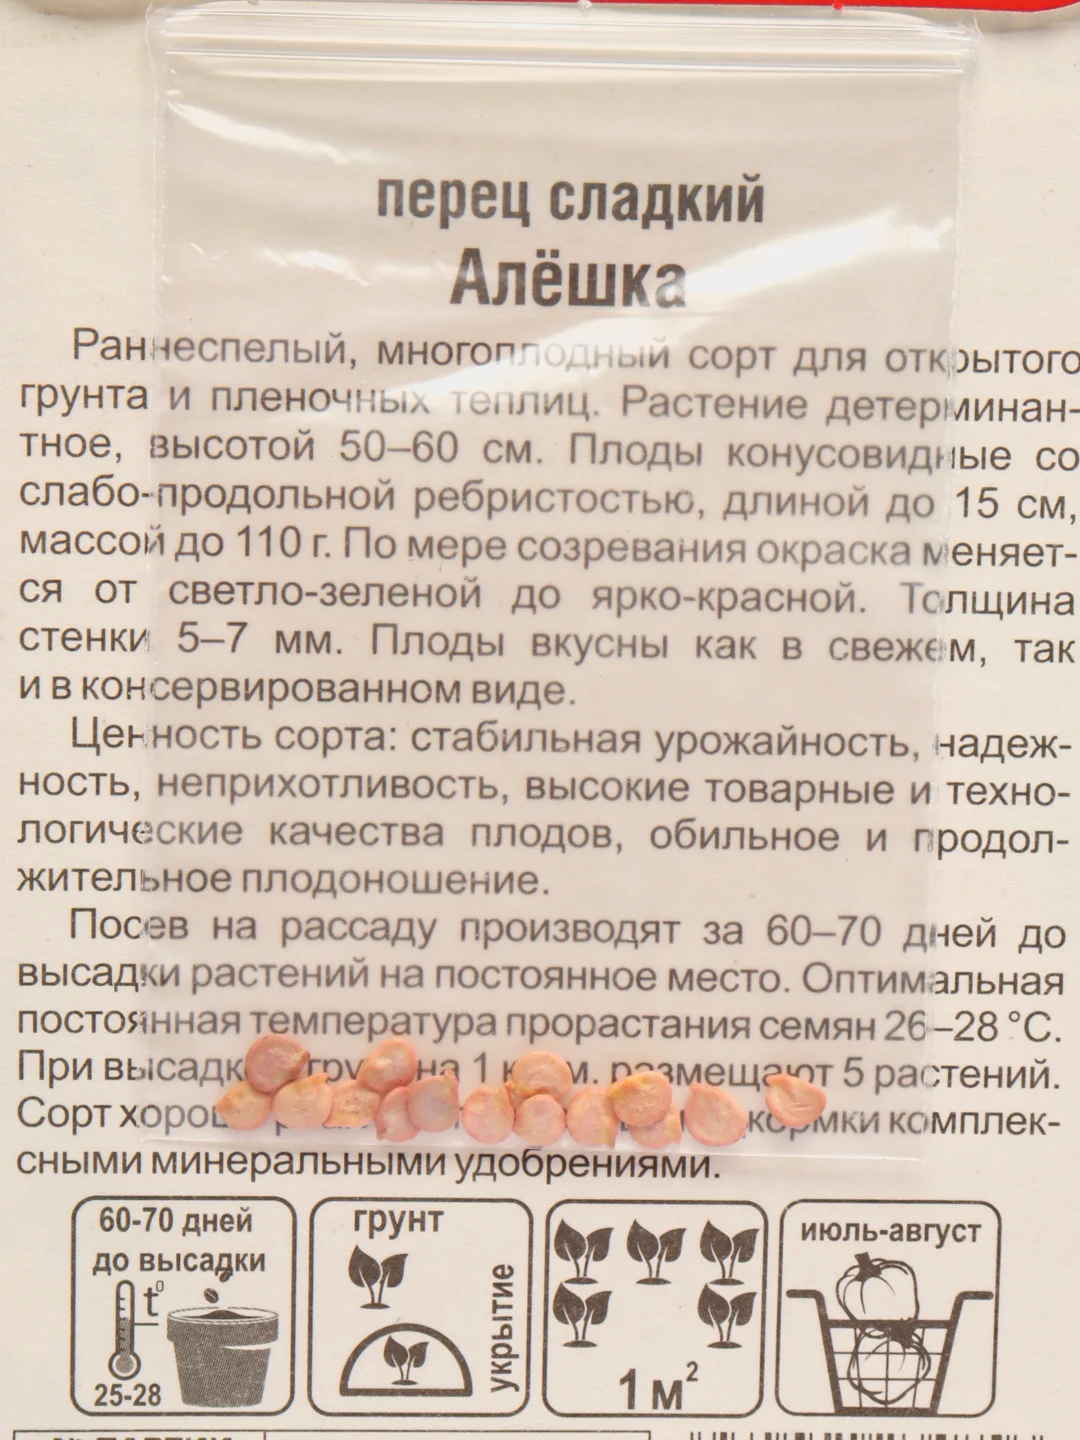 перец сладкий
Алёшка
Раннеспелый, многоплодный сорт для открытого
грунта и пленочных теплиц. Растение детерминан-
тное, высотой 50–60 см. Плоды конусовидные со
слабо-продольной ребристостью, длиной до 15 см,
массой до 110 г. По мере созревания окраска меняет-
ся от светло-зеленой до ярко-красной. Толщина
стенки 5–7 мм. Плоды вкусны как в свежем, так
и в консервированном виде.
Ценность сорта: стабильная урожайность, надеж-
ность, неприхотливость, высокие товарные и техно-
логические качества плодов, обильное и продол-
жительное плодоношение.
Посев на рассаду производят за 60–70 дней до
высадки растений на постоянное место. Оптимальная
постоянная температура прорастания семян 26–28 °C.
При высадке грунт на 1 м. размещают 5 растений.
Сорт комплек-
сными минеральными удобрениями.
60-70 дней
до высадки
t⁰
25-28
грунт
укрытие
1 м²
июль-август